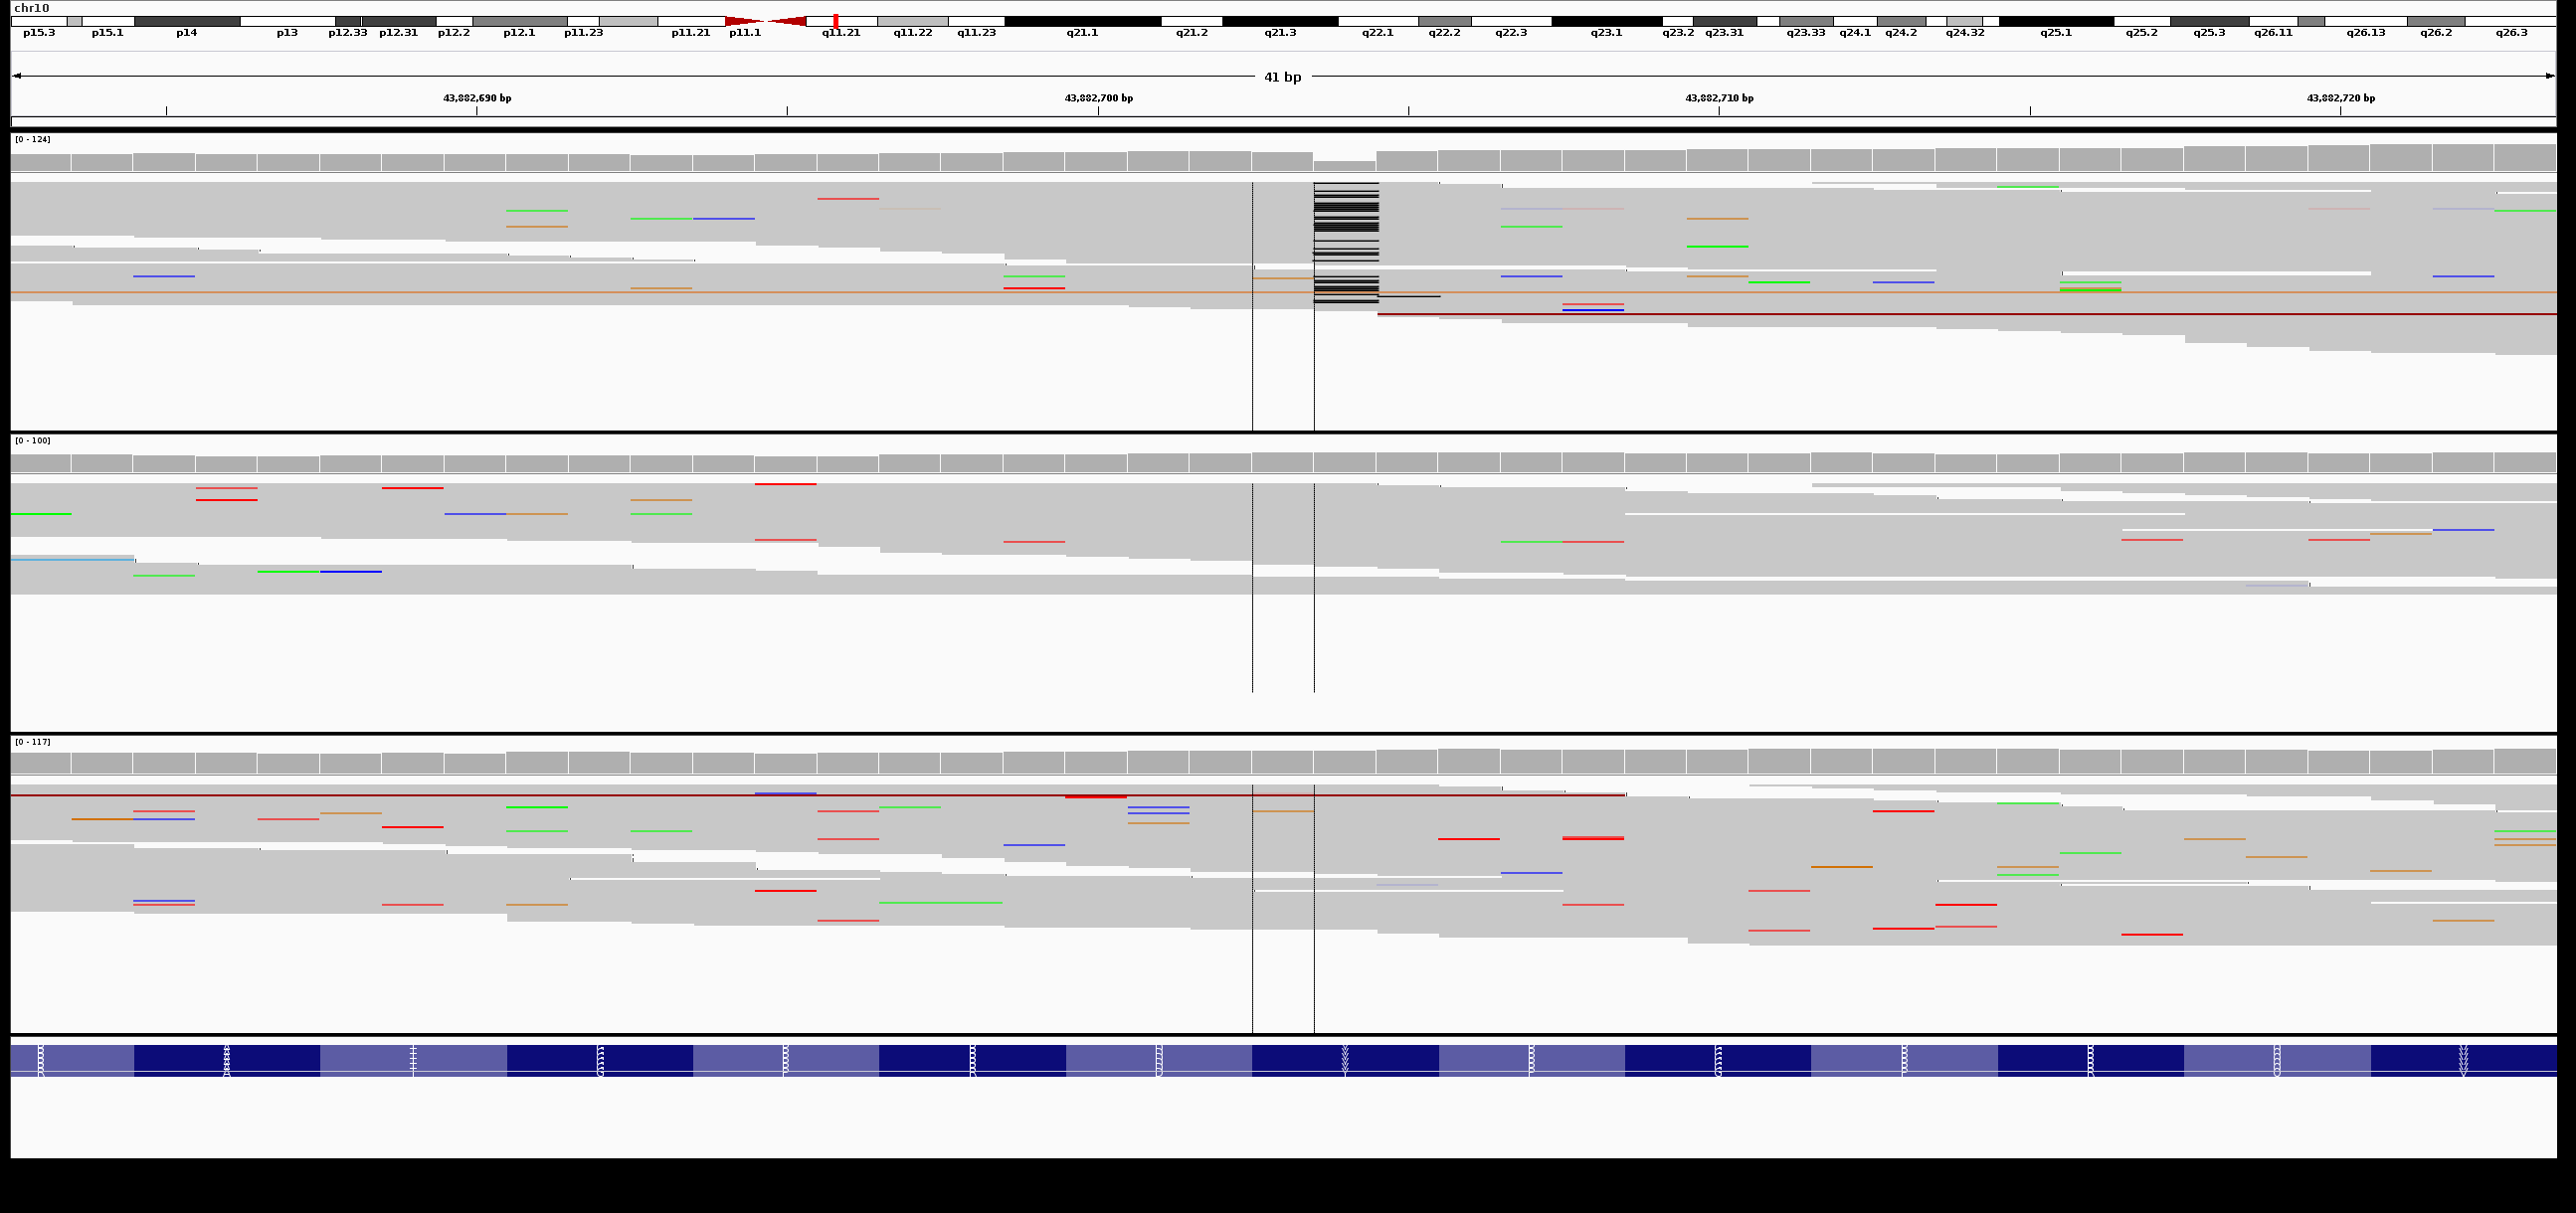 chr10
p15.3 p15.1 p14 p13 p12.33 p12.31 p12.2 p12.1 p11.23 p11.21 p11.1 q11.21 q11.22 q11.23 q21.1 q21.2 q21.3 q22.1 q22.2 q22.3 q23.1 q23.2 q23.31 q23.33 q24.1 q24.2 q24.32 q25.1 q25.2 q25.3 q26.11 q26.13 q26.2 q26.3
41 bp
43,882,690 bp 43,882,700 bp 43,882,710 bp 43,882,720 bp
[0 - 124]
[0 - 100]
[0 - 117]